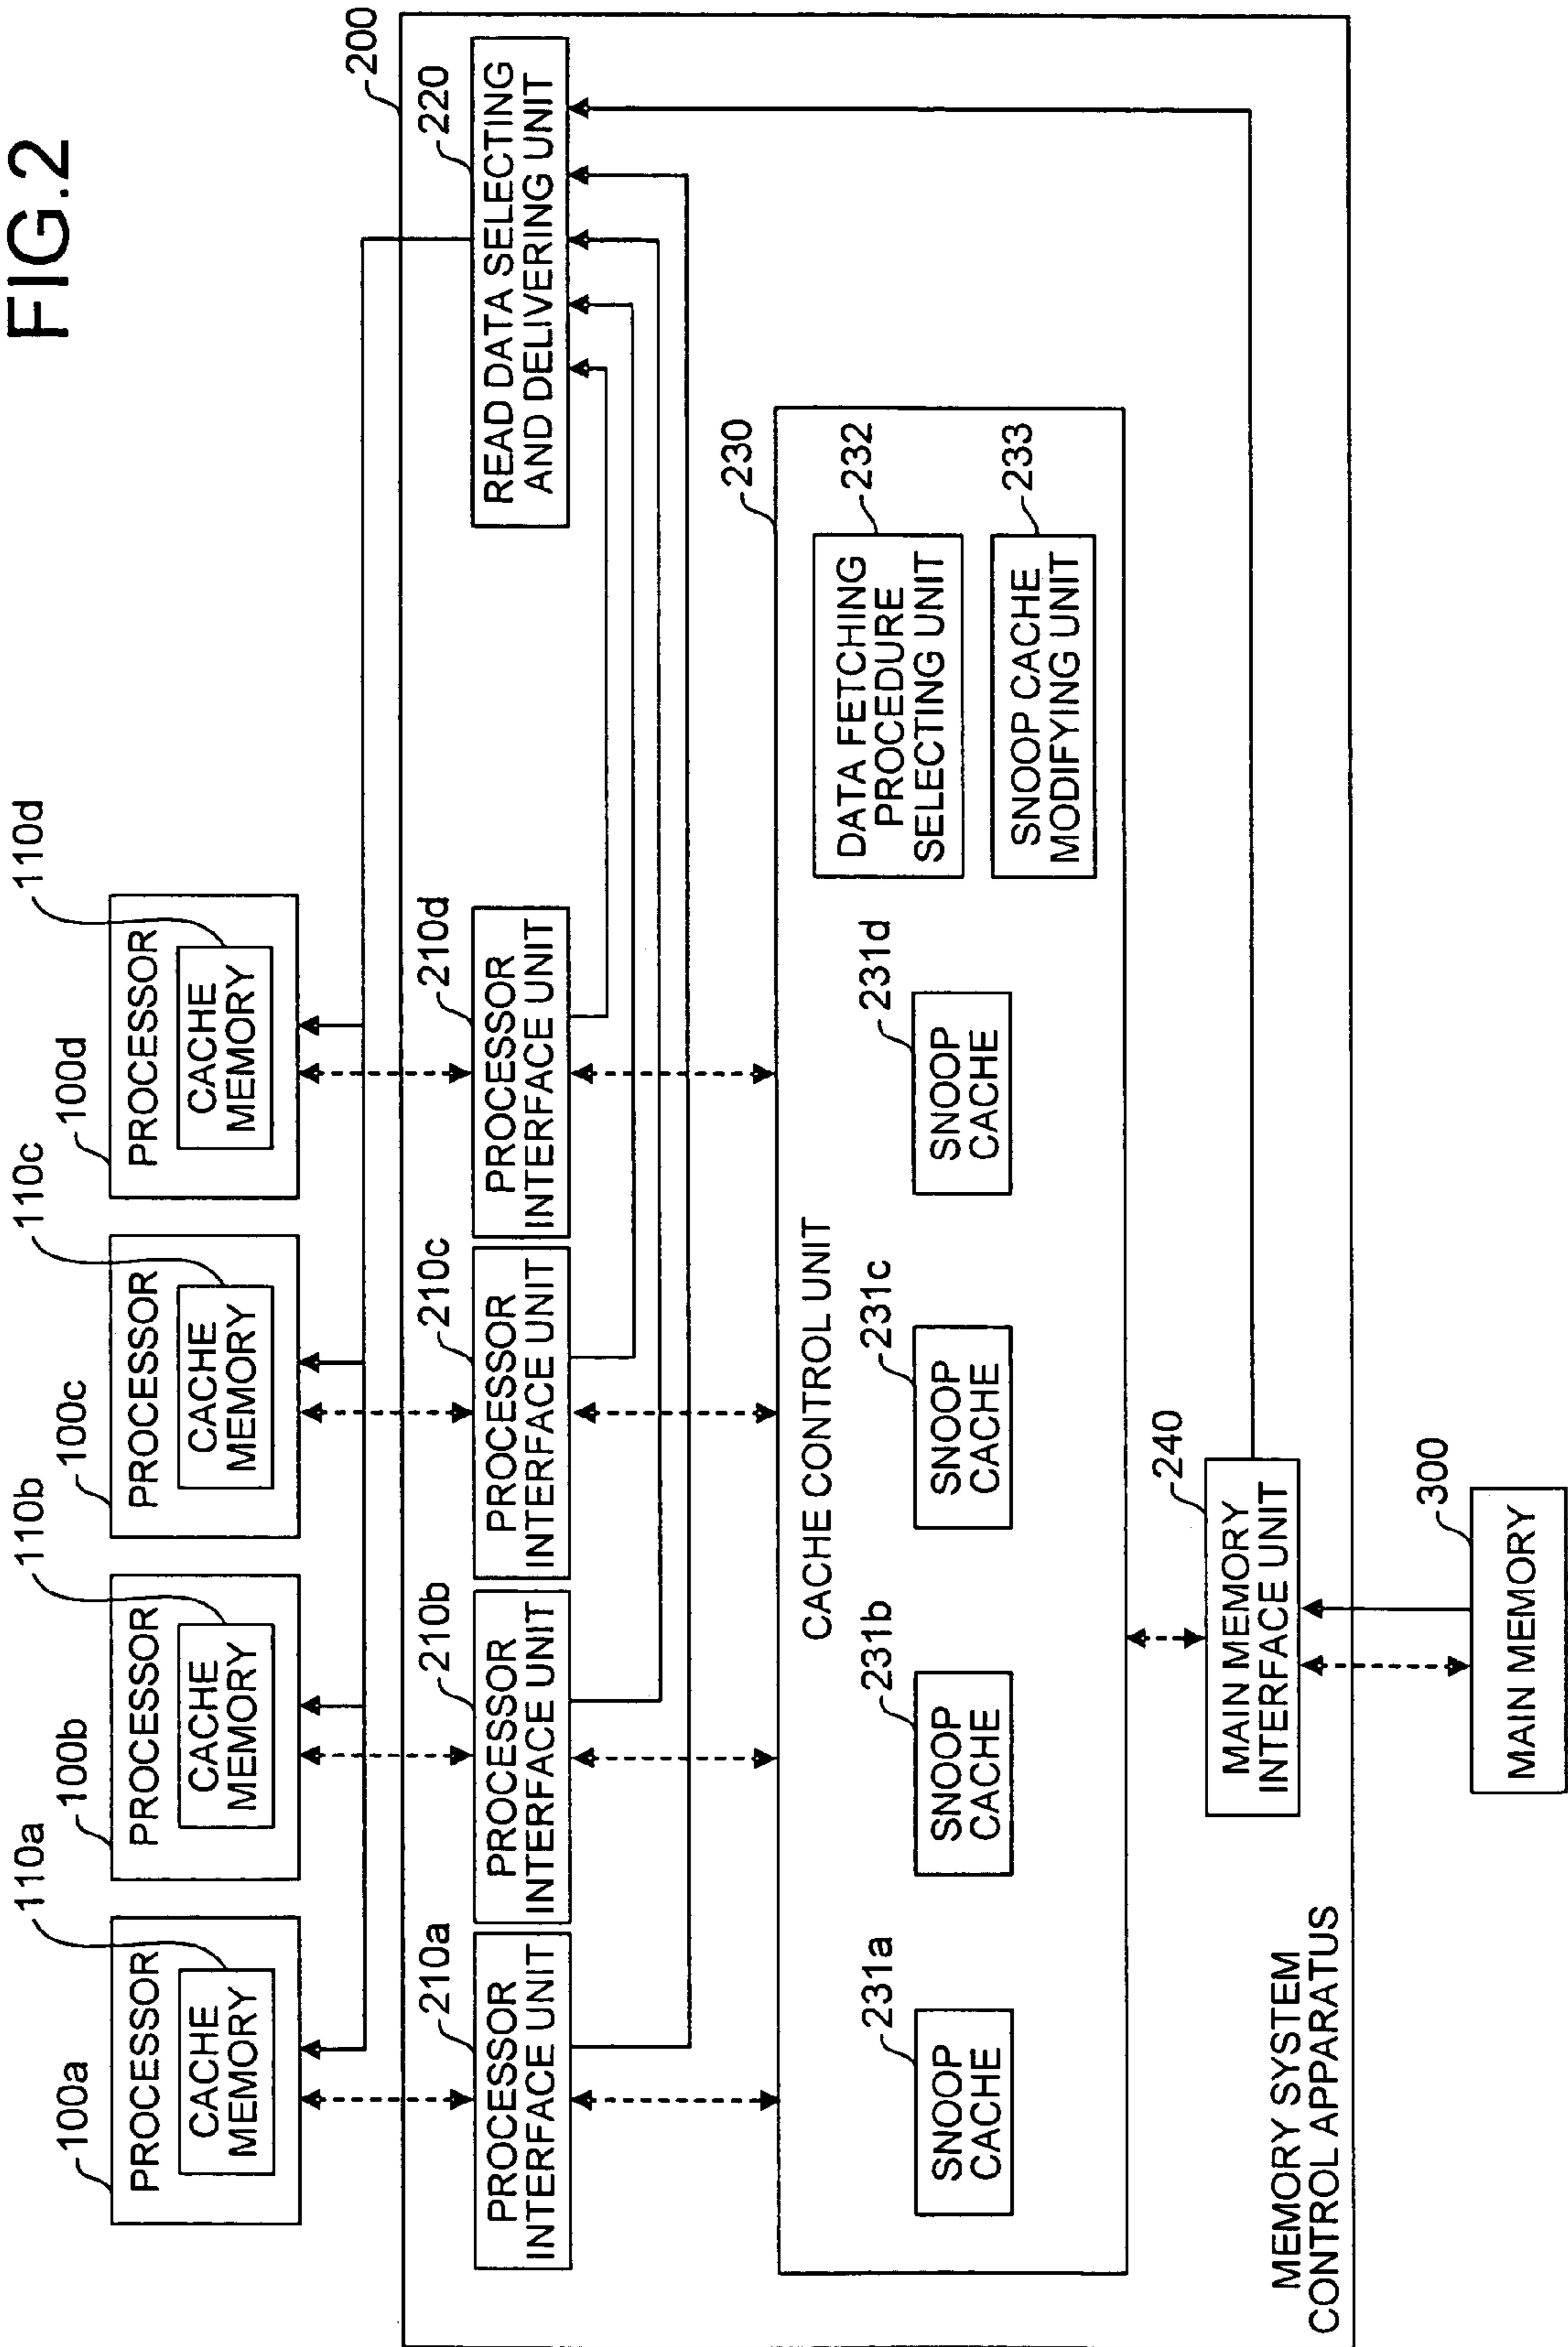 FIG.2
100a
110a
100b
110b
100c
110c
100d
110d
PROCESSOR
CACHE
MEMORY
PROCESSOR
CACHE
MEMORY
PROCESSOR
CACHE
MEMORY
PROCESSOR
CACHE
MEMORY
200
210a
210b
210c
210d
220
PROCESSOR
INTERFACE UNIT
PROCESSOR
INTERFACE UNIT
PROCESSOR
INTERFACE UNIT
PROCESSOR
INTERFACE UNIT
READ DATA SELECTING
AND DELIVERING UNIT
230
CACHE CONTROL UNIT
231a
SNOOP
CACHE
231b
SNOOP
CACHE
231c
SNOOP
CACHE
231d
SNOOP
CACHE
232
DATA FETCHING
PROCEDURE
SELECTING UNIT
233
SNOOP CACHE
MODIFYING UNIT
240
MAIN MEMORY
INTERFACE UNIT
MEMORY SYSTEM
CONTROL APPARATUS
300
MAIN MEMORY